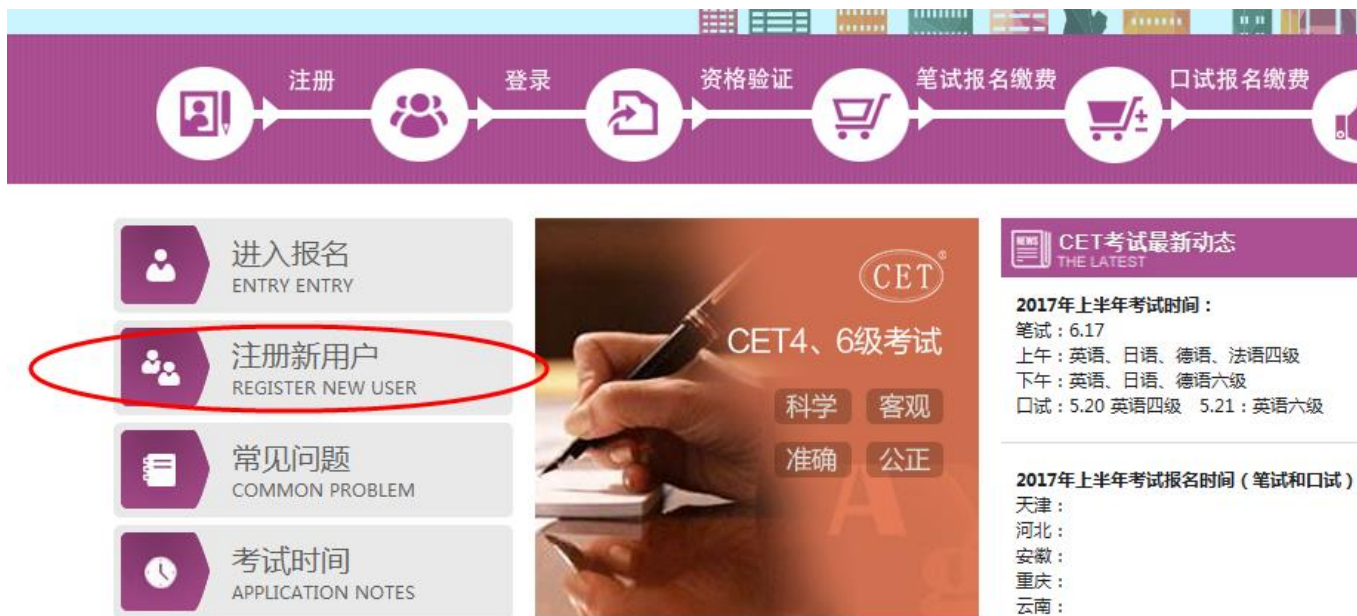 注册
登录
资格验证
笔试报名缴费
口试报名缴费
进入报名
ENTRY ENTRY
注册新用户
REGISTER NEW USER
常见问题
COMMON PROBLEM
考试时间
APPLICATION NOTES
CET®
CET4、6级考试
科学 客观
准确 公正
NEWS
CET考试最新动态
THE LATEST
2017年上半年考试时间：
笔试：6.17
上午：英语、日语、德语、法语四级
下午：英语、日语、德语六级
口试：5.20 英语四级 5.21：英语六级
2017年上半年考试报名时间（笔试和口试）
天津：
河北：
安徽：
重庆：
云南：